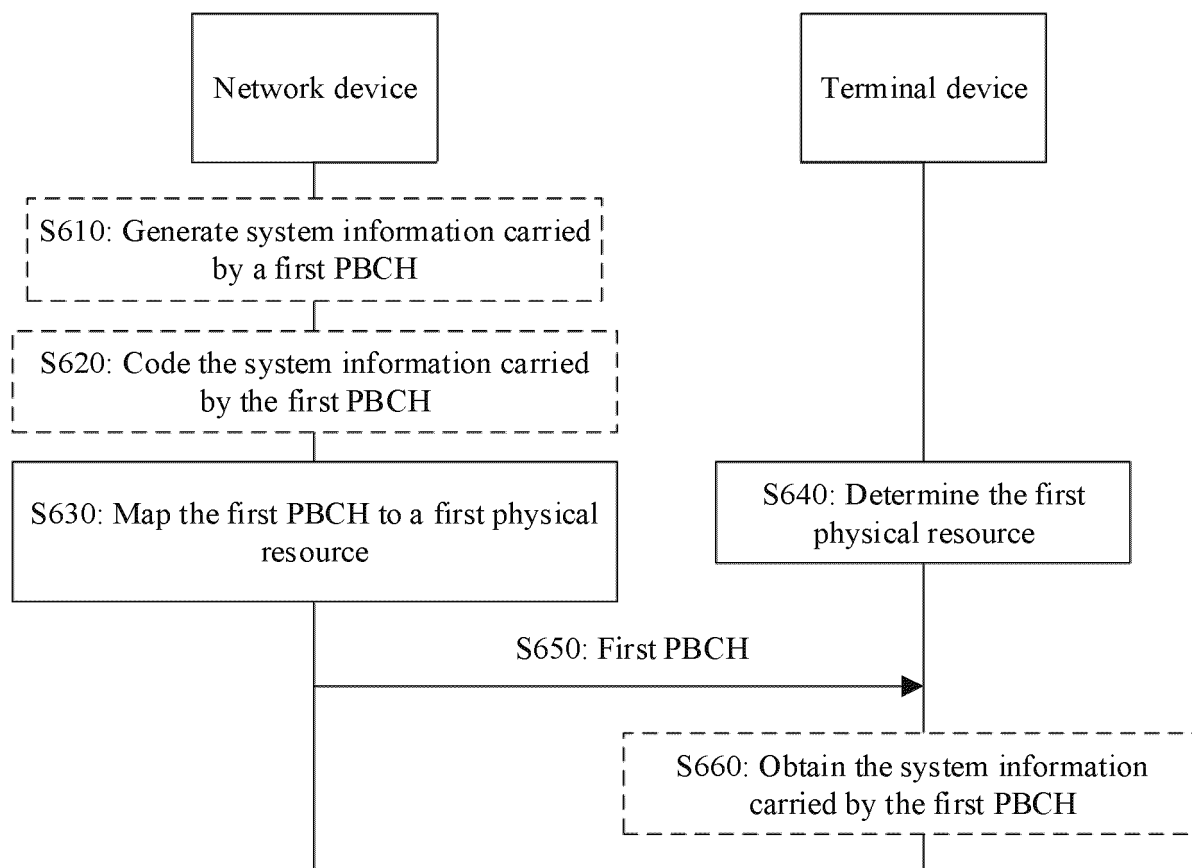 Network device
Terminal device
S610: Generate system information carried
by a first PBCH
S620: Code the system information carried
by the first PBCH
S630: Map the first PBCH to a first physical
resource
S640: Determine the first
physical resource
S650: First PBCH
S660: Obtain the system information
carried by the first PBCH